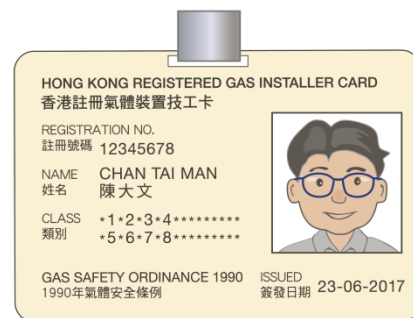 HONG KONG REGISTERED GAS INSTALLER CARD
香港註冊氣體裝置技工卡
REGISTRATION NO.
註冊號碼 12345678
NAME CHAN TAI MAN
姓名 陳大文
CLASS *1*2*3*4*********
類別 *5*6*7*8*********
GAS SAFETY ORDINANCE 1990
1990年氣體安全條例
ISSUED
簽發日期 23-06-2017